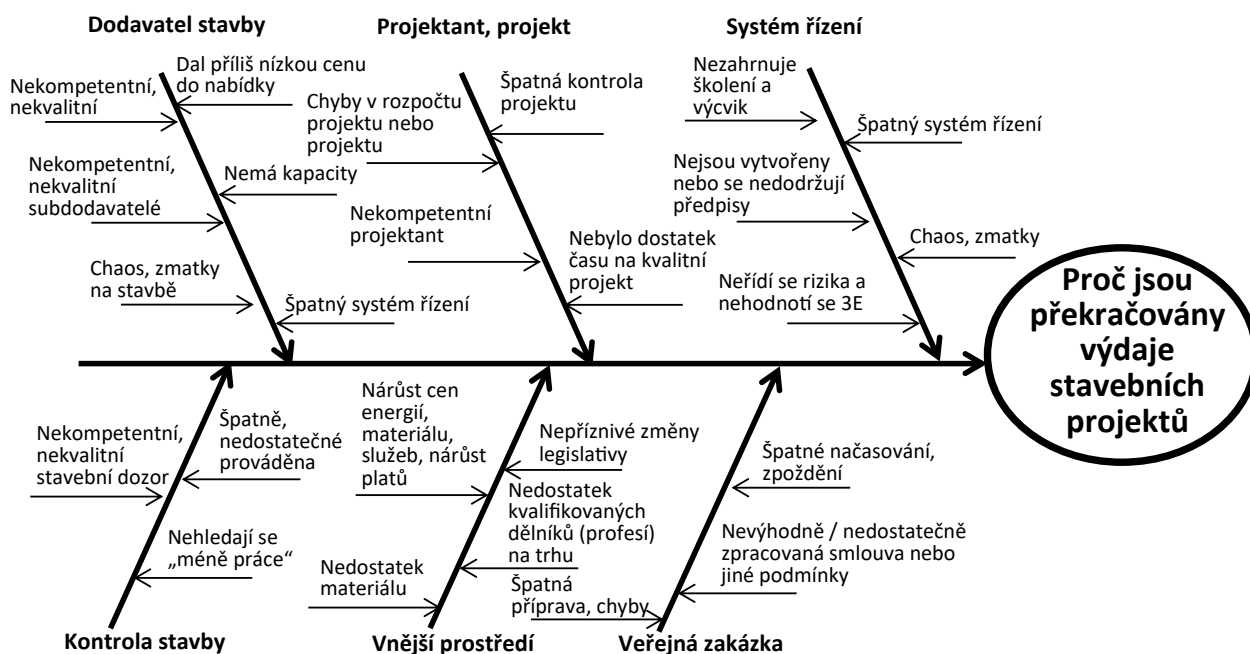 Dodavatel stavby
Projektant, projekt
Systém řízení
Dal příliš nízkou cenu
do nabídky
Nekompetentní,
nekvalitní
Nekompetentní,
nekvalitní
subdodavatelé
Nemá kapacity
Chaos, zmatky
na stavbě
Špatný systém řízení
Špatná kontrola
projektu
Chyby v rozpočtu
projektu nebo
projektu
Nekompetentní
projektant
Nebylo dostatek
času na kvalitní
projekt
Nezahrnuje
školení a
výcvik
Špatný systém řízení
Nejsou vytvořeny
nebo se nedodržují
předpisy
Chaos, zmatky
Neřídí se rizika a
nehodnotí se 3E
Proč jsou
překračovány
výdaje
stavebních
projektů
Nekompetentní,
nekvalitní
stavební dozor
Špatně,
nedostatečné
prováděna
Nehledají se
„méně práce“
Nárůst cen
energií,
materiálu,
služeb, nárůst
platů
Nepříznivé změny
legislativy
Nedostatek
kvalifikovaných
dělníků (profesí)
na trhu
Nedostatek
materiálu
Špatná
příprava, chyby
Špatné načasování,
zpoždění
Nevýhodně / nedostatečně
zpracovaná smlouva nebo
jiné podmínky
Kontrola stavby
Vnější prostředí
Veřejná zakázka